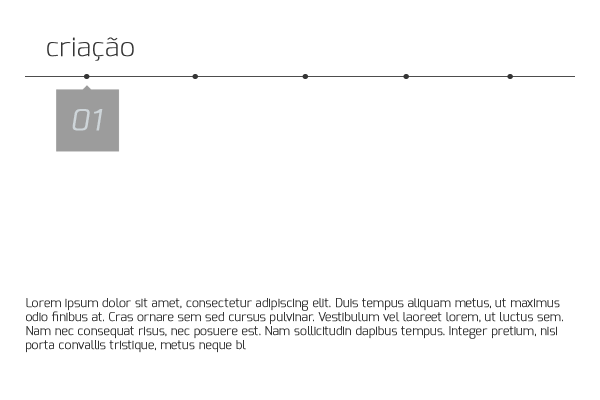 criação
01
Lorem ipsum dolor sit amet, consectetur adipiscing elit. Duis tempus aliquam metus, ut maximus
odio finibus at. Cras ornare sem sed cursus pulvinar. Vestibulum vel laoreet lorem, ut luctus sem.
Nam nec consequat risus, nec posuere est. Nam sollicitudin dapibus tempus. Integer pretium, nisi
porta convallis tristique, metus neque bl